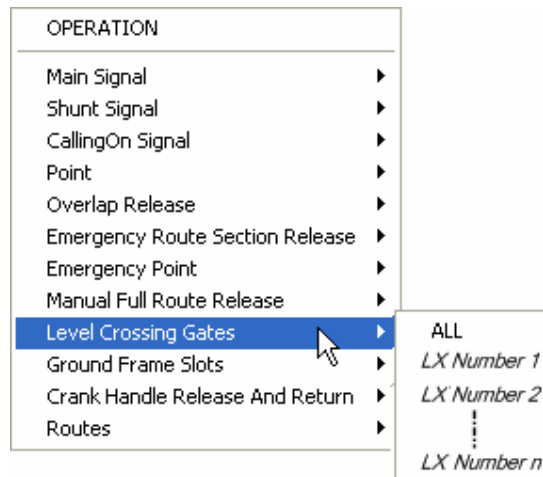 OPERATION
Main Signal
Shunt Signal
CallingOn Signal
Point
Overlap Release
Emergency Route Section Release
Emergency Point
Manual Full Route Release
Level Crossing Gates
Ground Frame Slots
Crank Handle Release And Return
Routes
ALL
LX Number 1
LX Number 2
LX Number n